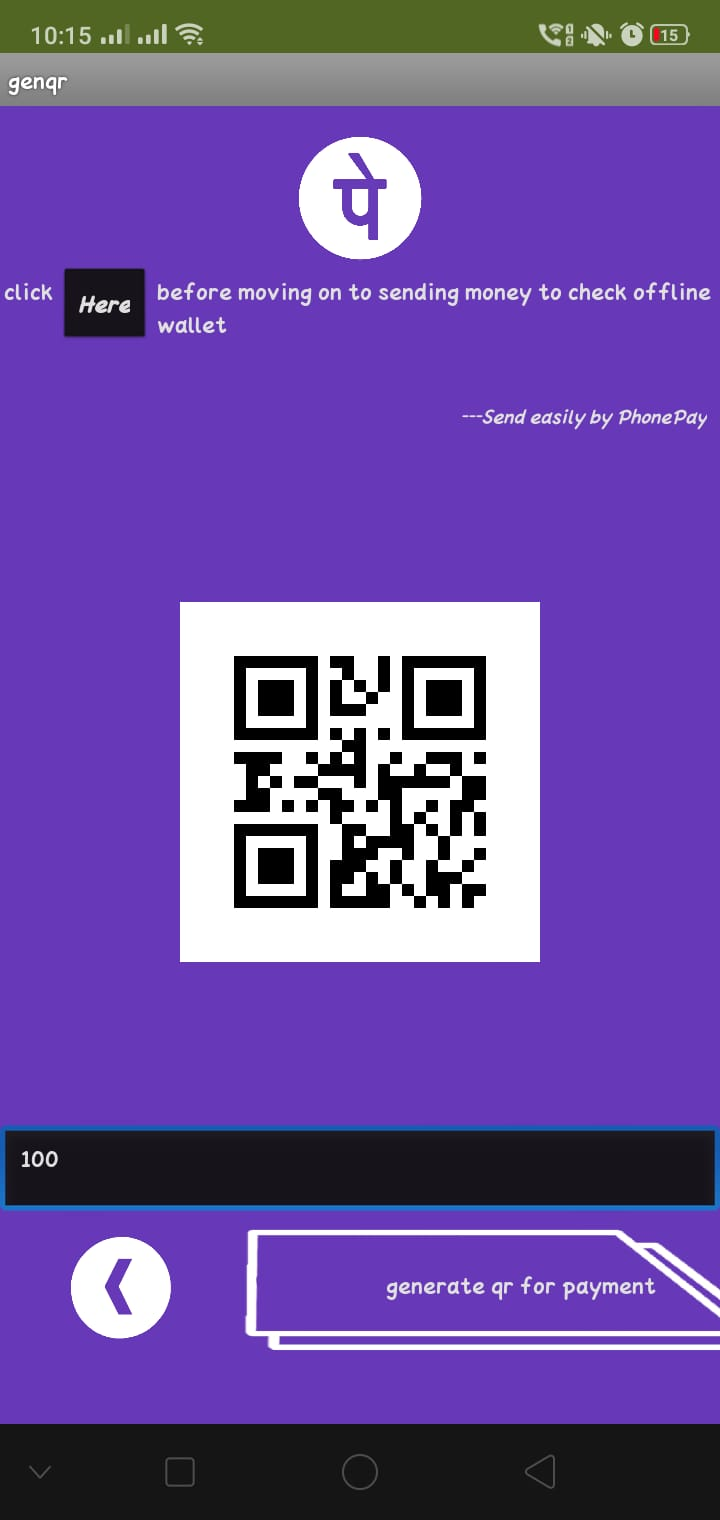 10:15
15
genqr
पे
click Here before moving on to sending money to check offline
wallet
---Send easily by PhonePay
100
generate qr for payment